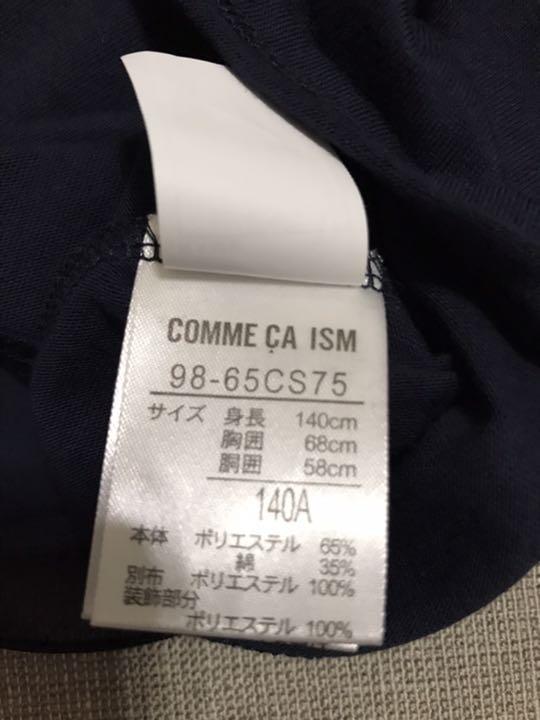 COMME ÇA ISM
98-65CS75
サイズ 身長 140cm
胸囲 68cm
胴囲 58cm
140A
本体 ポリエステル 65%
綿 35%
別布 ポリエステル 100%
装飾部分
ポリエステル 100%